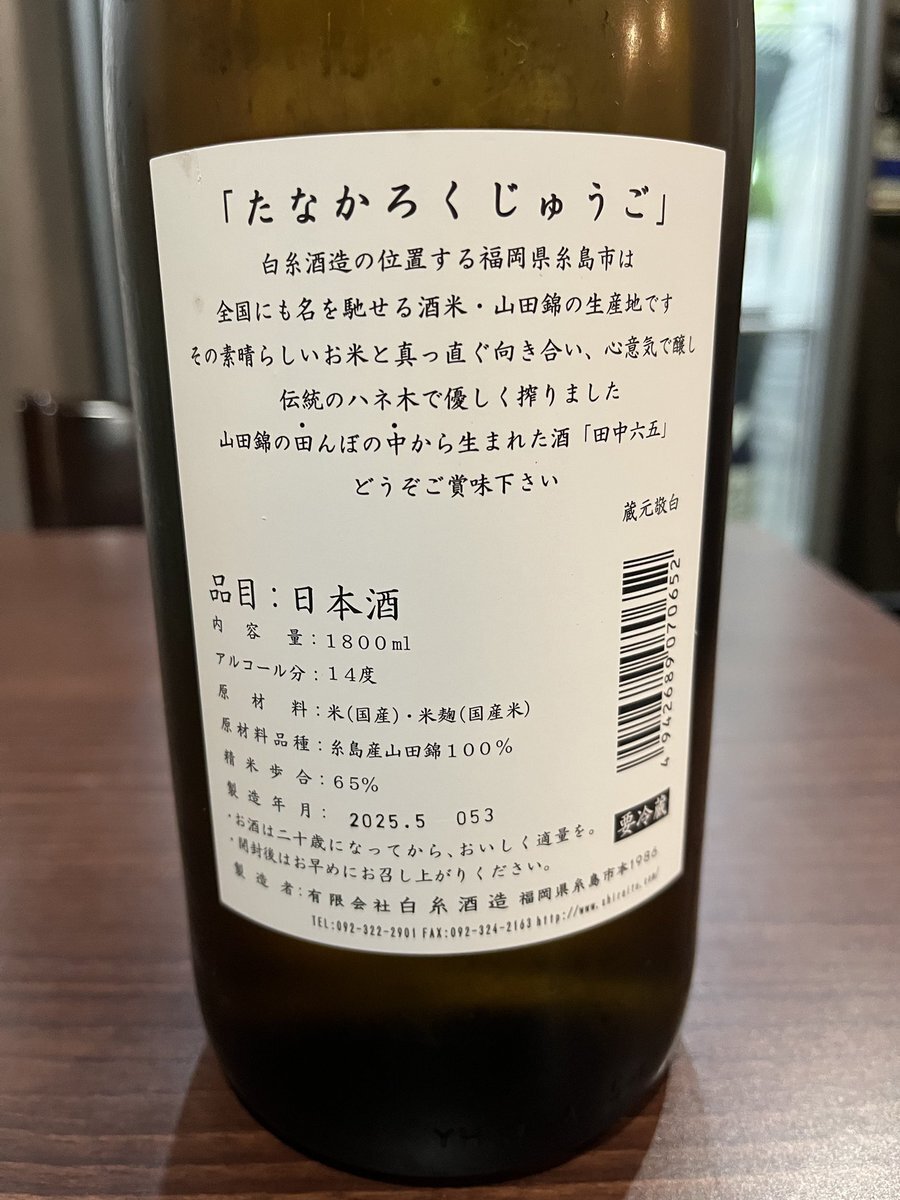 「たなかろくじゅうご」
白糸酒造の位置する福岡県糸島市は
全国にも名を馳せる酒米・山田錦の生産地です
その素晴らしいお米と真っ直ぐ向き合い、心意気で醸し
伝統のハネ木で優しく搾りました
山田錦の田んぼの中から生まれた酒「田中六五」
どうぞご賞味下さい
蔵元敬白
品目：日本酒
内容量：1800ml
アルコール分：14度
原材料：米(国産)・米麹(国産米)
原材料品種：糸島産山田錦100%
精米歩合：65%
製造年月： 2025.5 053
・お酒は二十歳になってから、おいしく適量を。
・開封後はお早めにお召し上がりください。
製造者：有限会社白糸酒造 福岡県糸島市本1986
TEL:092-322-2901 FAX:092-324-2163 http://www.shiraito.com/
4942689070652
要冷蔵